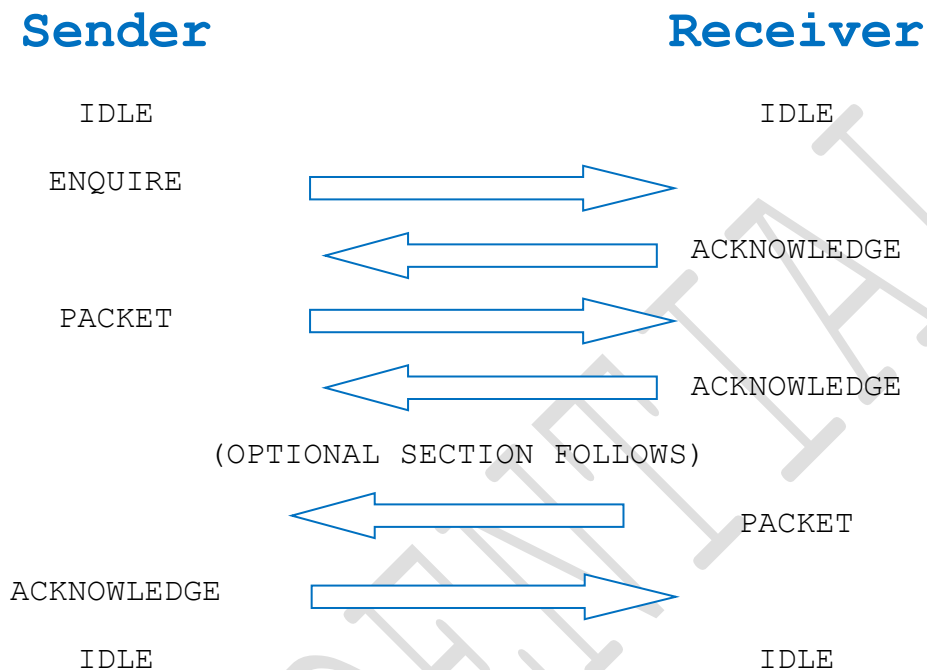 Sender Receiver
IDLE IDLE
ENQUIRE
ACKNOWLEDGE
PACKET
ACKNOWLEDGE
(OPTIONAL SECTION FOLLOWS)
PACKET
ACKNOWLEDGE
IDLE IDLE